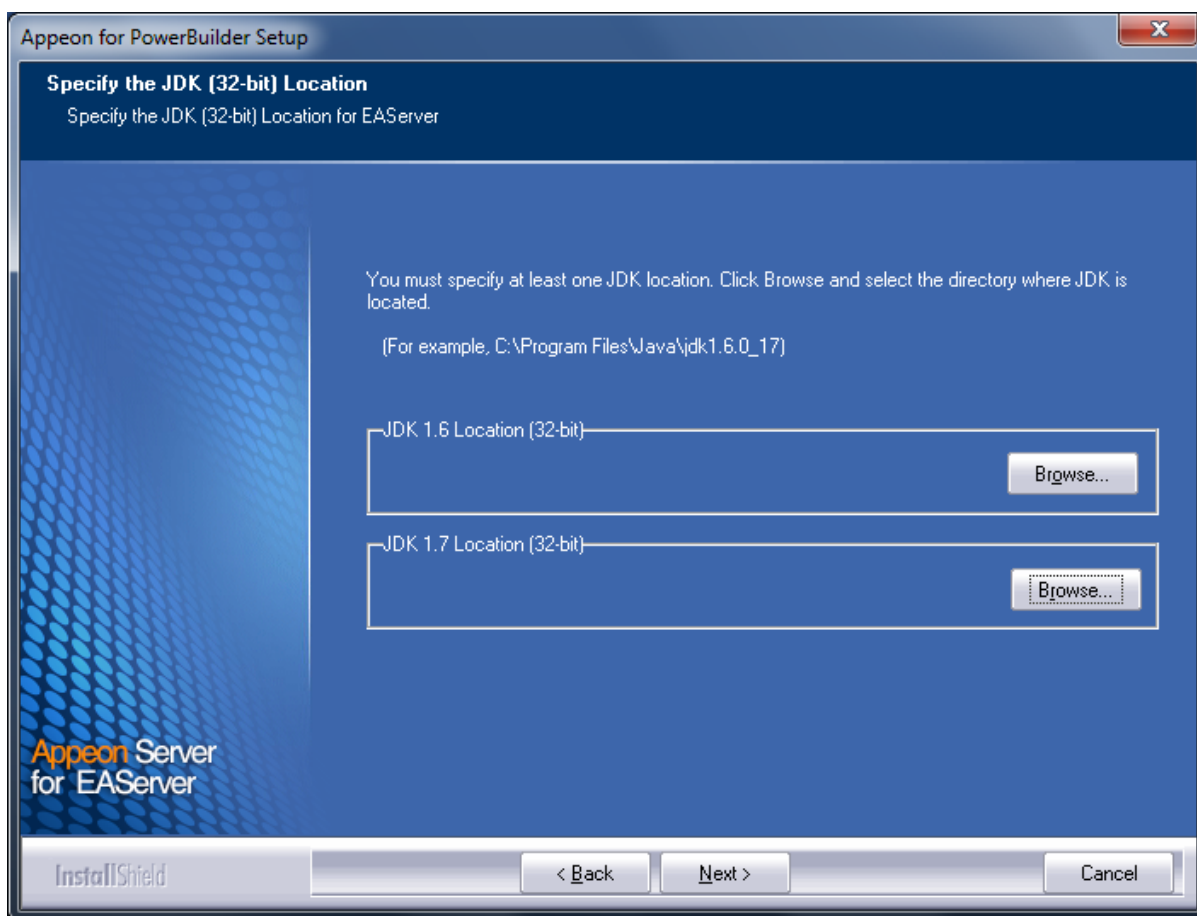 Appeon for PowerBuilder Setup
Specify the JDK (32-bit) Location
Specify the JDK (32-bit) Location for EAServer
You must specify at least one JDK location. Click Browse and select the directory where JDK is
located.
(For example, C:\Program Files\Java\jdk1.6.0_17)
JDK 1.6 Location (32-bit)
Browse...
JDK 1.7 Location (32-bit)
Browse...
Appeon Server
for EAServer
InstallShield
< Back
Next >
Cancel